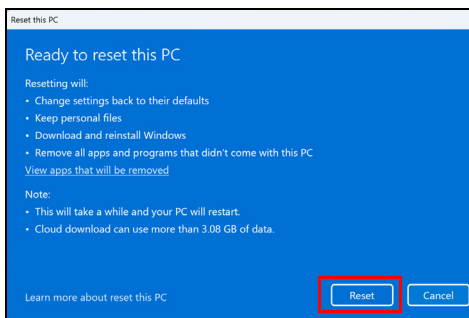 Reset this PC
Ready to reset this PC
Resetting will:
• Change settings back to their defaults
• Keep personal files
• Download and reinstall Windows
• Remove all apps and programs that didn't come with this PC
View apps that will be removed
Note:
• This will take a while and your PC will restart.
• Cloud download can use more than 3.08 GB of data.
Learn more about reset this PC
Reset
Cancel